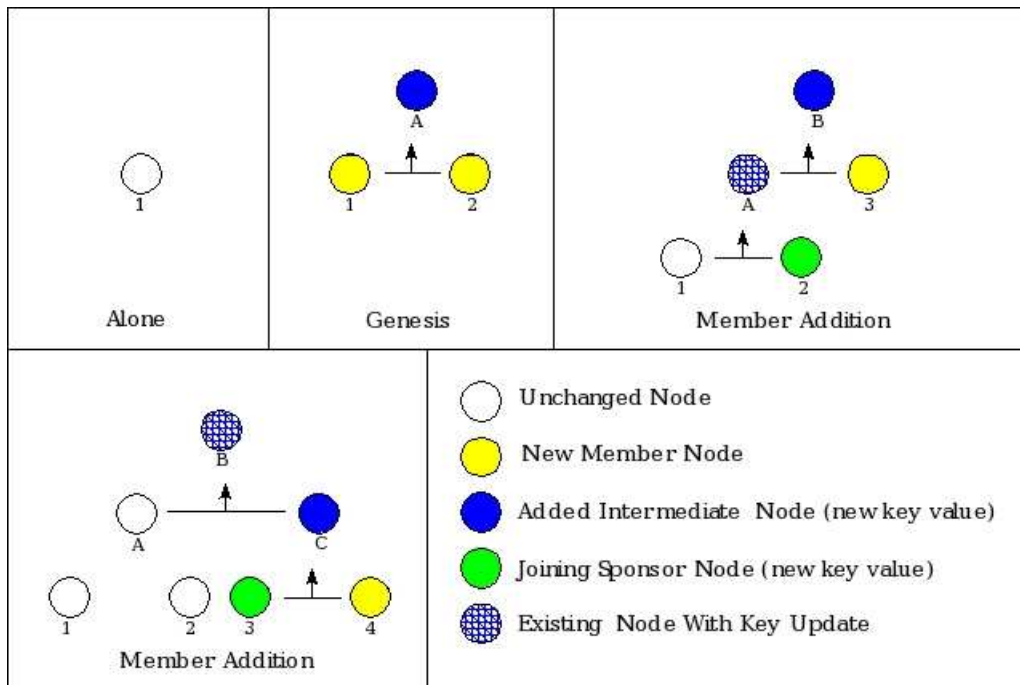 A
B
1
1
2
A
3
1
2
Alone
Genesis
Member Addition
B
A
C
1
2
3
4
Member Addition
Unchanged Node
New Member Node
Added Intermediate Node (new key value)
Joining Sponsor Node (new key value)
Existing Node With Key Update